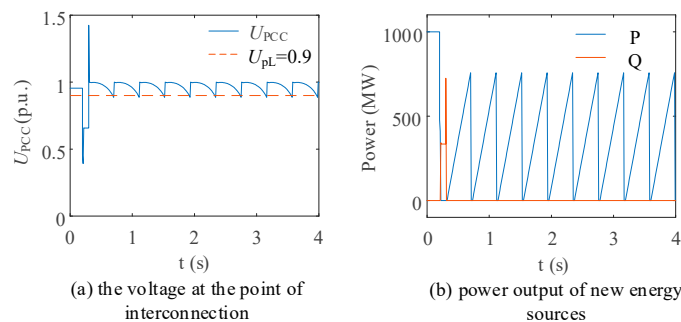 1.5
1
0.5
0
U_PCC (p.u.)
U_PCC
U_pL=0.9
0 1 2 3 4
t (s)
(a) the voltage at the point of
interconnection
1000
500
0
Power (MW)
P
Q
0 1 2 3 4
t (s)
(b) power output of new energy
sources